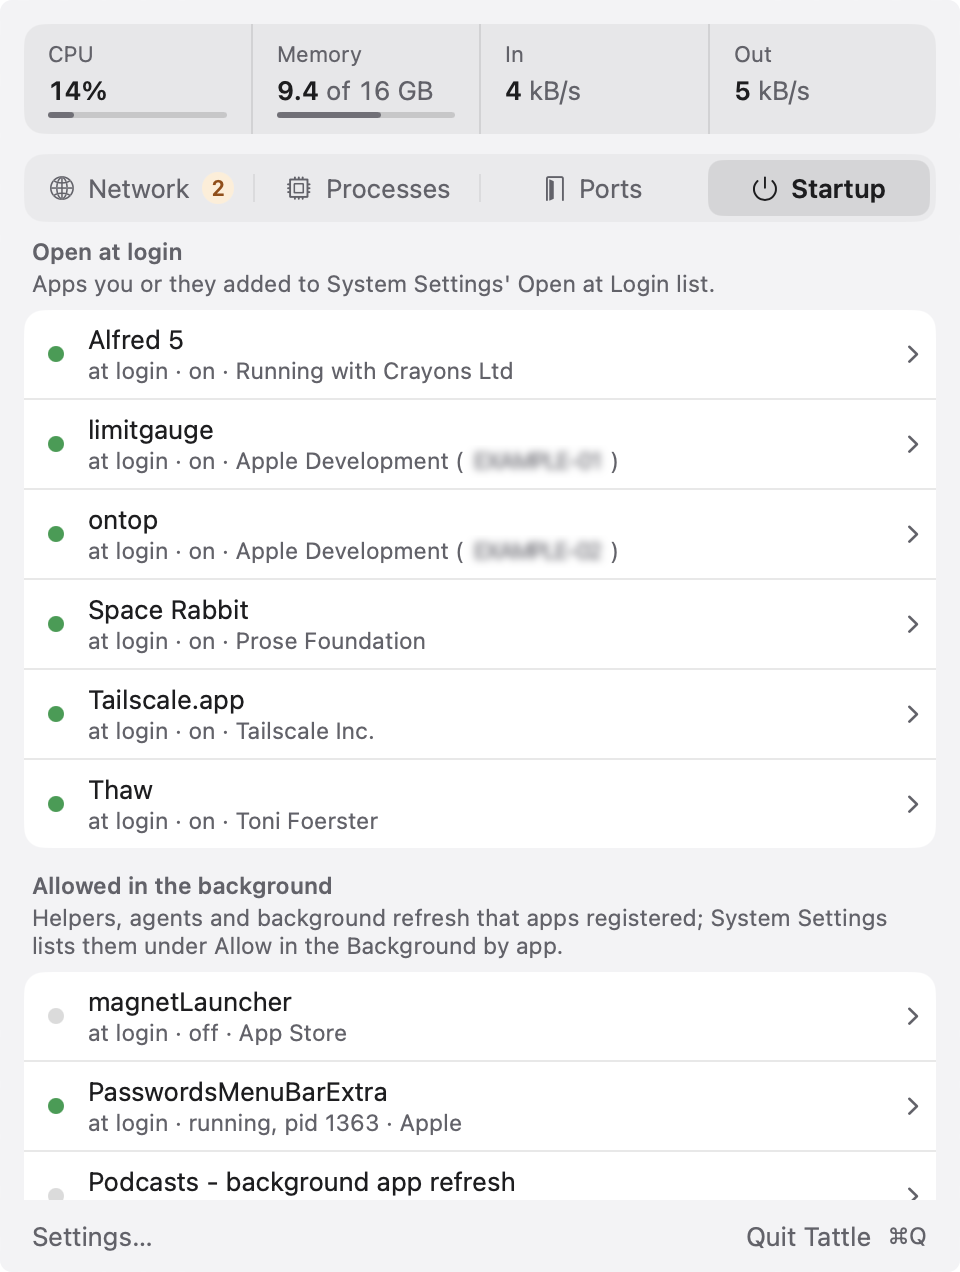 CPU
14%
Memory
9.4 of 16 GB
In
4 kB/s
Out
5 kB/s
Network 2
Processes
Ports
Startup
Open at login
Apps you or they added to System Settings' Open at Login list.
Alfred 5
at login · on · Running with Crayons Ltd
limitgauge
at login · on · Apple Development ( EXAMPLE-01 )
ontop
at login · on · Apple Development ( EXAMPLE-02 )
Space Rabbit
at login · on · Prose Foundation
Tailscale.app
at login · on · Tailscale Inc.
Thaw
at login · on · Toni Foerster
Allowed in the background
Helpers, agents and background refresh that apps registered; System Settings
lists them under Allow in the Background by app.
magnetLauncher
at login · off · App Store
PasswordsMenuBarExtra
at login · running, pid 1363 · Apple
Podcasts - background app refresh
Settings...
Quit Tattle ⌘Q